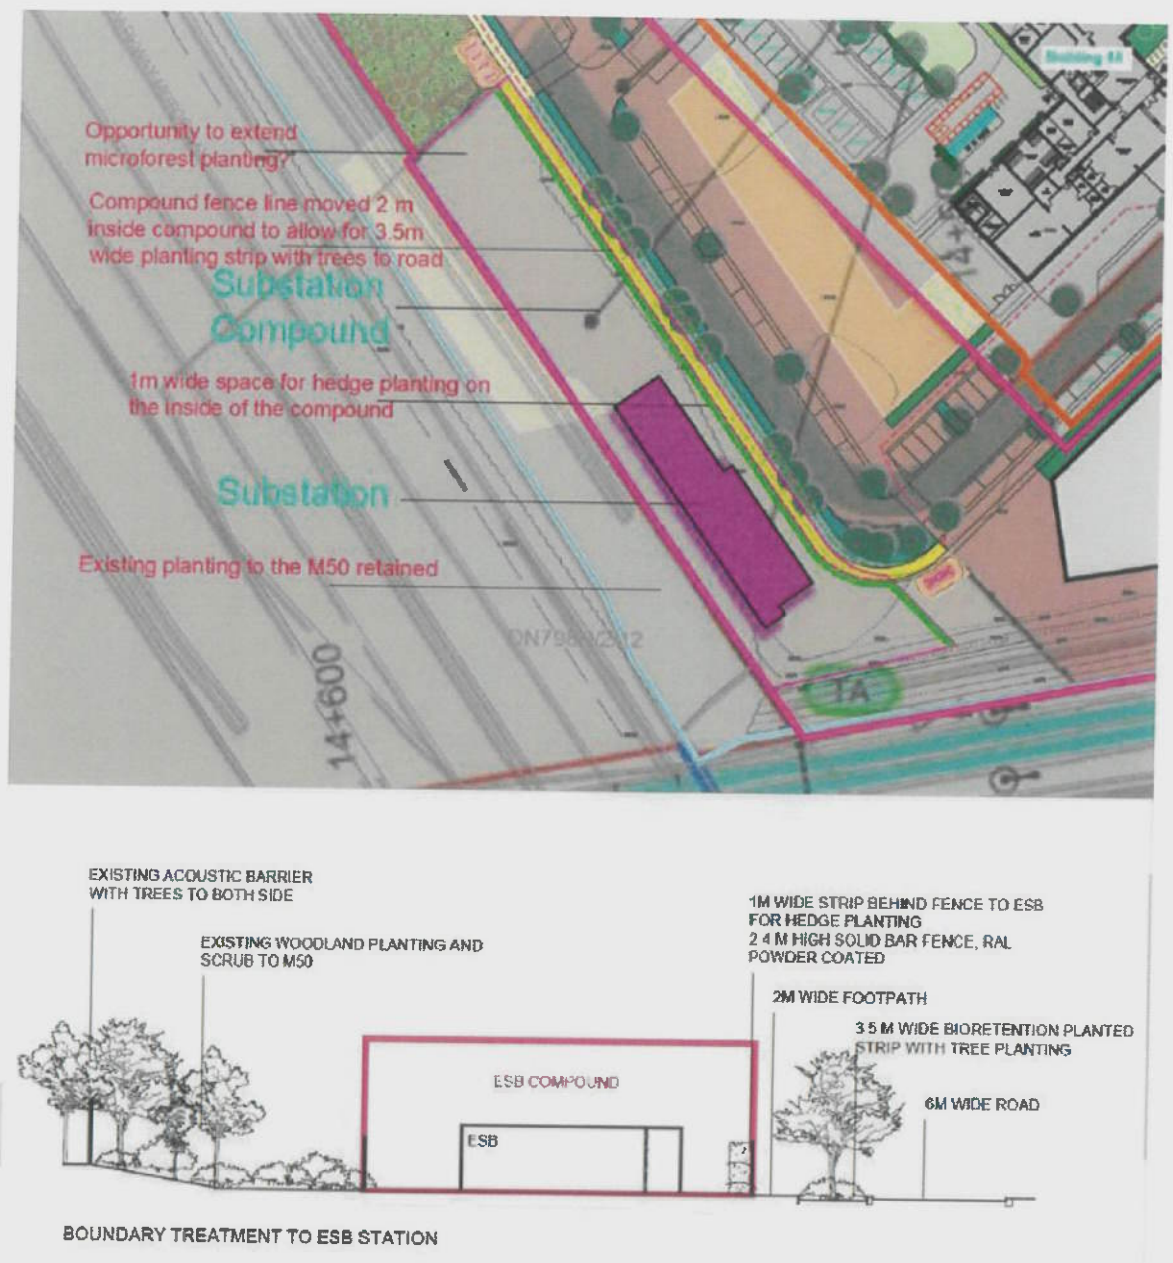 Opportunity to extend
microforest planting?
Compound fence line moved 2 m
inside compound to allow for 3.5m
wide planting strip with trees to road
Substation
Compound
1m wide space for hedge planting on
the inside of the compound
Substation
Existing planting to the M50 retained
14+600
1A
EXISTING ACOUSTIC BARRIER
WITH TREES TO BOTH SIDE
EXISTING WOODLAND PLANTING AND
SCRUB TO M50
1M WIDE STRIP BEHIND FENCE TO ESB
FOR HEDGE PLANTING
2.4 M HIGH SOLID BAR FENCE, RAL
POWDER COATED
2M WIDE FOOTPATH
3.5 M WIDE BIORETENTION PLANTED
STRIP WITH TREE PLANTING
6M WIDE ROAD
ESB COMPOUND
ESB
BOUNDARY TREATMENT TO ESB STATION